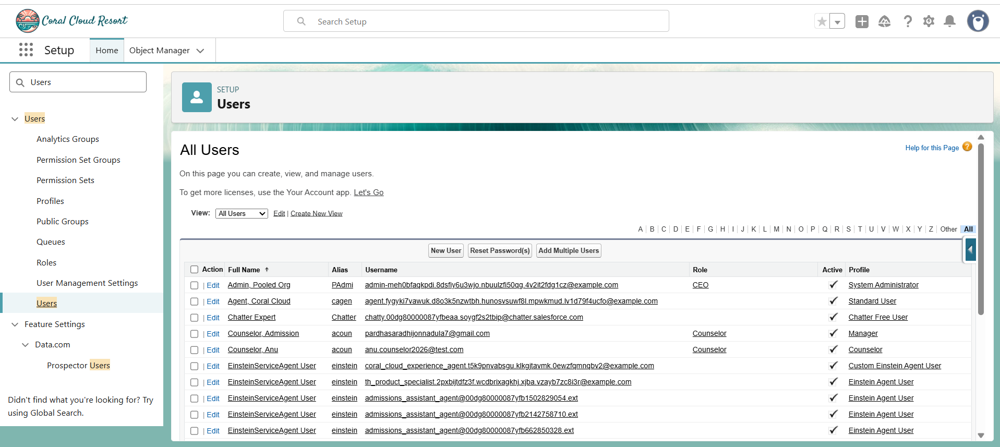 Coral Cloud Resort
Search Setup
Setup
Home
Object Manager
Users
Users
Analytics Groups
Permission Set Groups
Permission Sets
Profiles
Public Groups
Queues
Roles
User Management Settings
Users
Feature Settings
Data.com
Prospector Users
Didn't find what you're looking for? Try
using Global Search.
SETUP
Users
All Users
Help for this Page ?
On this page you can create, view, and manage users.
To get more licenses, use the Your Account app. Let's Go
View: All Users Edit | Create New View
A | B | C | D | E | F | G | H | I | J | K | L | M | N | O | P | Q | R | S | T | U | V | W | X | Y | Z | Other | All
New User Reset Password(s) Add Multiple Users
Action Full Name ↑ Alias Username Role Active Profile
| Edit Admin, Pooled Org PAdmi admin-meh0bfaqkpdi.8dsfiy6u3wjo.nbuulzfi50qg.4v2it2fdg1cz@example.com CEO ✓ System Administrator
| Edit Agent, Coral Cloud cagen agent.fygyki7vawuk.d8o3k5nzwtbh.hunosvsuwf8l.mpwkmud.lv1d79f4ucfo@example.com ✓ Standard User
| Edit Chatter Expert Chatter chatty.00dg80000087yfbeaa.soygf2s2tbip@chatter.salesforce.com ✓ Chatter Free User
| Edit Counselor, Admission acoun pardhasaradhijonnadula7@gmail.com Counselor ✓ Manager
| Edit Counselor, Anu acoun anu.counselor2026@test.com Counselor ✓ Counselor
| Edit EinsteinServiceAgent User einstein coral_cloud_experience_agent.t5k9pnvabsgu.klkgjtavmk.0ewzfqmnqbv2@example.com ✓ Custom Einstein Agent User
| Edit EinsteinServiceAgent User einstein th_product_specialist.2pxbijtdfz3f.wcdbrixagkhj.xjba.vzayb7zc8i3r@example.com ✓ Einstein Agent User
| Edit EinsteinServiceAgent User einstein admissions_assistant_agent@00dg80000087yfb1502829054.ext ✓ Einstein Agent User
| Edit EinsteinServiceAgent User einstein admissions_assistant_agent@00dg80000087yfb2142758710.ext ✓ Einstein Agent User
| Edit EinsteinServiceAgent User einstein admissions_assistant_agent@00dg80000087yfb662850328.ext ✓ Einstein Agent User